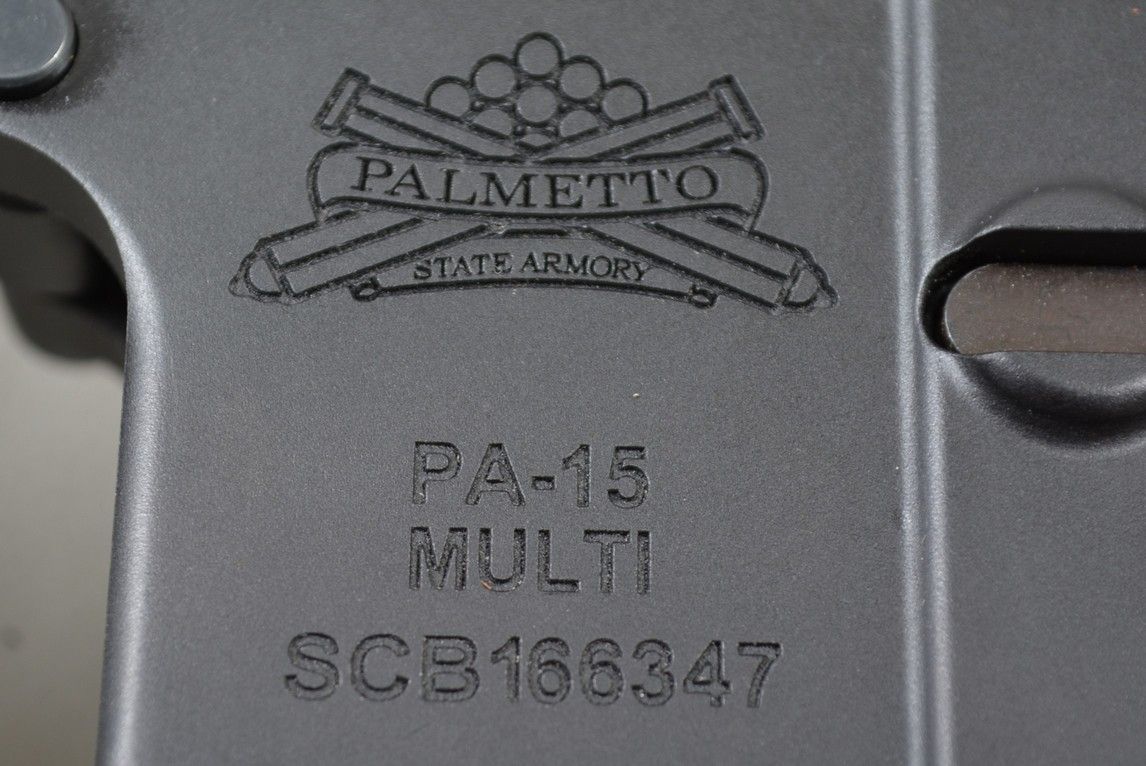 PALMETTO
STATE ARMORY
PA-15
MULTI
SCB166347